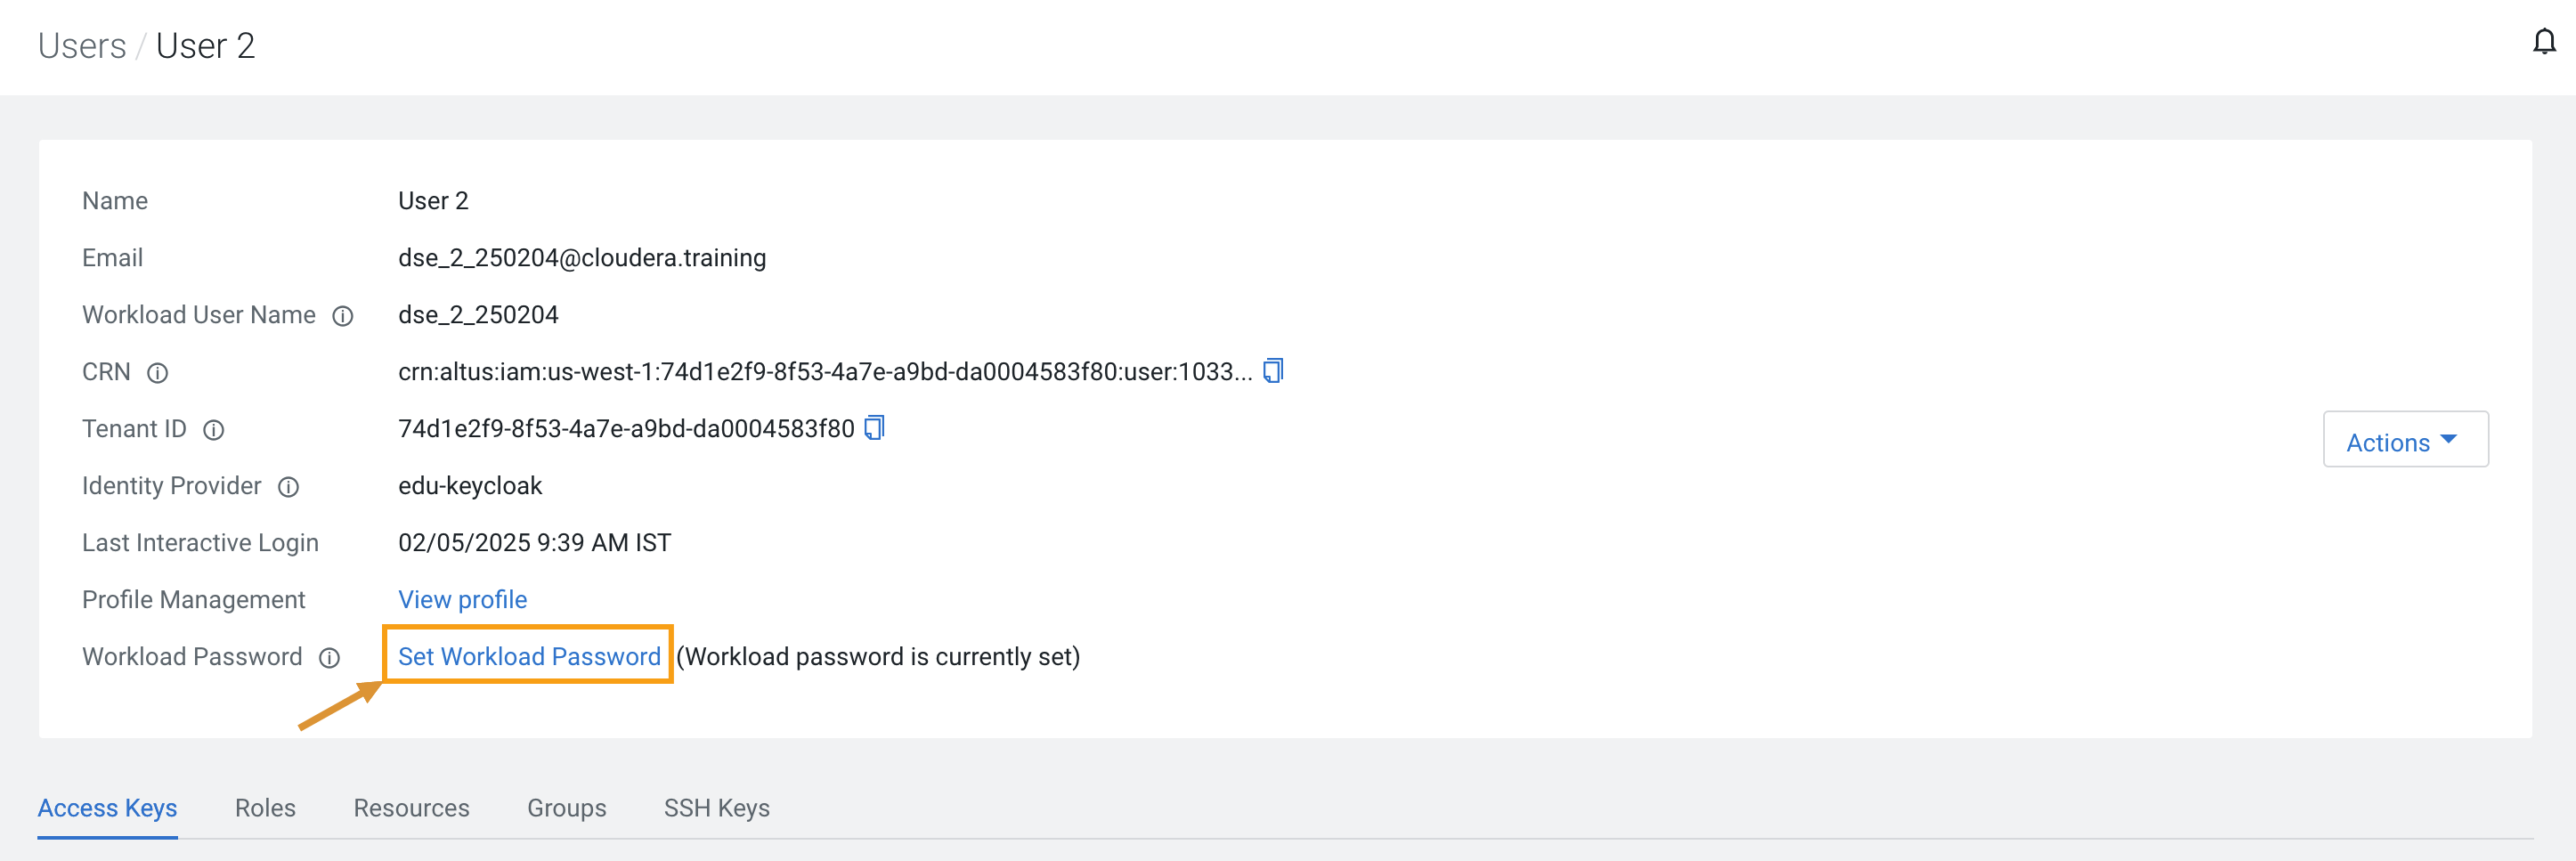 Users / User 2
Name User 2
Email dse_2_250204@cloudera.training
Workload User Name dse_2_250204
CRN crn:altus:iam:us-west-1:74d1e2f9-8f53-4a7e-a9bd-da0004583f80:user:1033...
Tenant ID 74d1e2f9-8f53-4a7e-a9bd-da0004583f80
Actions
Identity Provider edu-keycloak
Last Interactive Login 02/05/2025 9:39 AM IST
Profile Management View profile
Workload Password Set Workload Password (Workload password is currently set)
Access Keys Roles Resources Groups SSH Keys